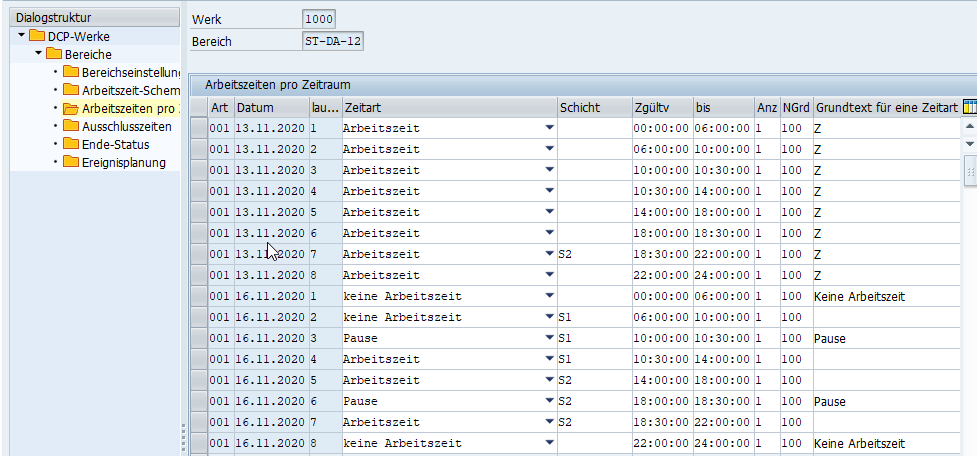 Dialogstruktur
DCP-Werke
Bereiche
Bereichseinstellun
Arbeitszeit-Schem
Arbeitszeiten pro
Ausschlusszeiten
Ende-Status
Ereignisplanung
Werk 1000
Bereich ST-DA-12
Arbeitszeiten pro Zeitraum
Art Datum lau... Zeitart Schicht Zgültv bis Anz NGrd Grundtext für eine Zeitart
001 13.11.2020 1 Arbeitszeit 00:00:00 06:00:00 1 100 Z
001 13.11.2020 2 Arbeitszeit 06:00:00 10:00:00 1 100 Z
001 13.11.2020 3 Arbeitszeit 10:00:00 10:30:00 1 100 Z
001 13.11.2020 4 Arbeitszeit 10:30:00 14:00:00 1 100 Z
001 13.11.2020 5 Arbeitszeit 14:00:00 18:00:00 1 100 Z
001 13.11.2020 6 Arbeitszeit 18:00:00 18:30:00 1 100 Z
001 13.11.2020 7 Arbeitszeit S2 18:30:00 22:00:00 1 100 Z
001 13.11.2020 8 Arbeitszeit 22:00:00 24:00:00 1 100 Z
001 16.11.2020 1 keine Arbeitszeit 00:00:00 06:00:00 1 100 Keine Arbeitszeit
001 16.11.2020 2 keine Arbeitszeit S1 06:00:00 10:00:00 1 100
001 16.11.2020 3 Pause S1 10:00:00 10:30:00 1 100 Pause
001 16.11.2020 4 Arbeitszeit S1 10:30:00 14:00:00 1 100
001 16.11.2020 5 Arbeitszeit S2 14:00:00 18:00:00 1 100
001 16.11.2020 6 Pause S2 18:00:00 18:30:00 1 100 Pause
001 16.11.2020 7 Arbeitszeit S2 18:30:00 22:00:00 1 100
001 16.11.2020 8 keine Arbeitszeit 22:00:00 24:00:00 1 100 Keine Arbeitszeit